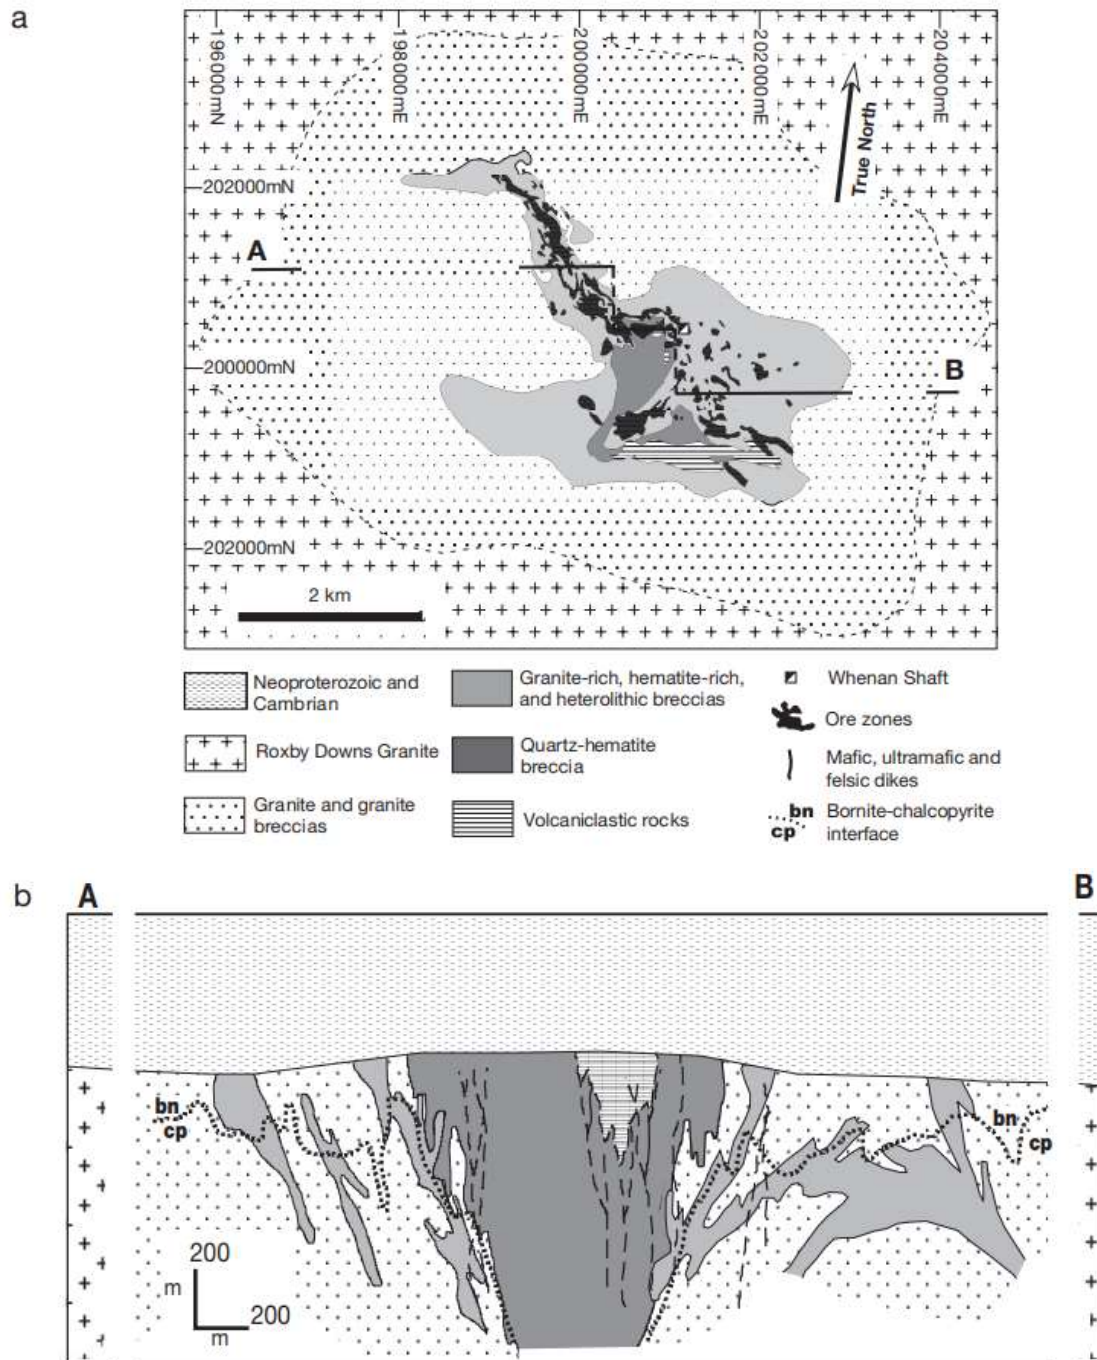 a
196000mN
198000mE
200000mE
202000mE
204000mE
True North
202000mN
A
200000mN
B
202000mN
2 km
Neoproterozoic and
Cambrian
Roxby Downs Granite
Granite and granite
breccias
Granite-rich, hematite-rich,
and heterolithic breccias
Quartz-hematite
breccia
Volcaniclastic rocks
Whenan Shaft
Ore zones
Mafic, ultramafic and
felsic dikes
bn
cp
Bornite-chalcopyrite
interface
b
A
B
bn
cp
bn
cp
200
m
200
m